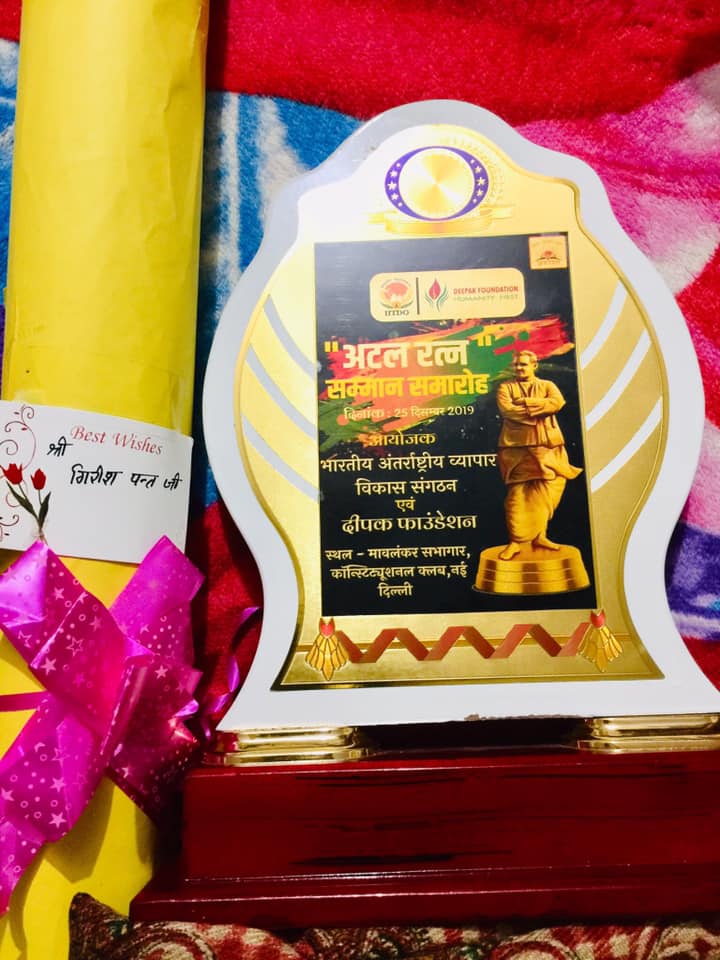 Best Wishes
श्री
गिरीश पन्त जी
IITDO
DEEPAK FOUNDATION
HUMANITY FIRST
"अटल रत्न"
सम्मान समारोह
दिनांक : 25 दिसम्बर 2019
आयोजक
भारतीय अंतर्राष्ट्रीय व्यापार
विकास संगठन
एवं
दीपक फाउंडेशन
स्थल – मावलंकर सभागार,
कॉन्स्टिट्यूशनल क्लब,नई
दिल्ली